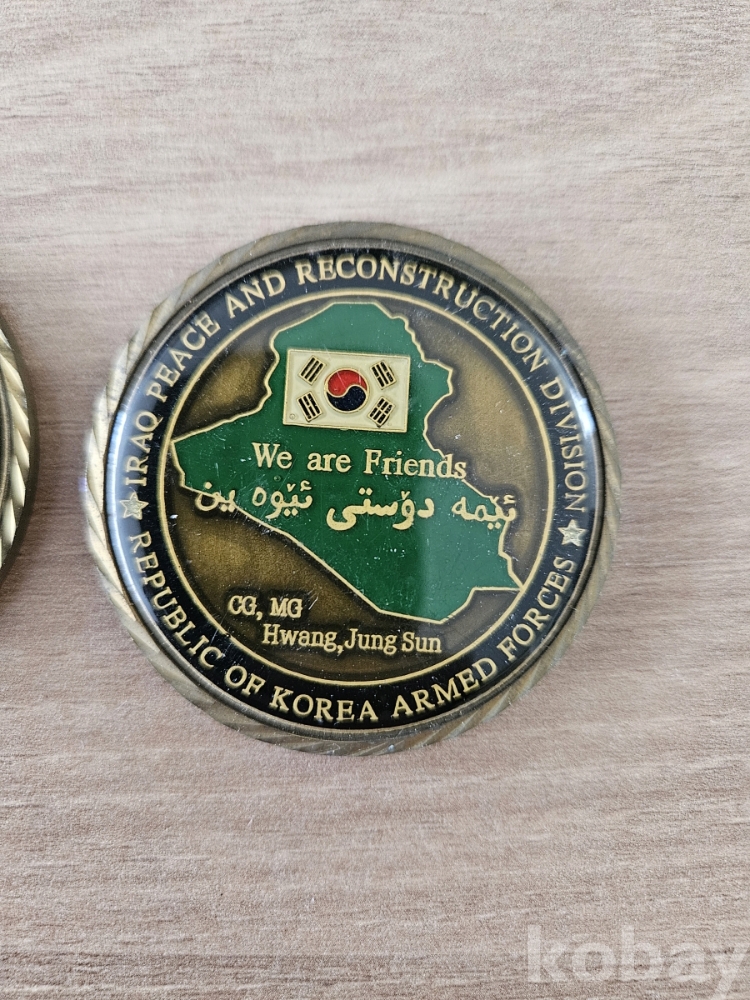 IRAQ PEACE AND RECONSTRUCTION DIVISION
We are Friends
ئێمە دۆستی ئێوە ین
CG, MG
Hwang, Jung Sun
REPUBLIC OF KOREA ARMED FORCES
kobay